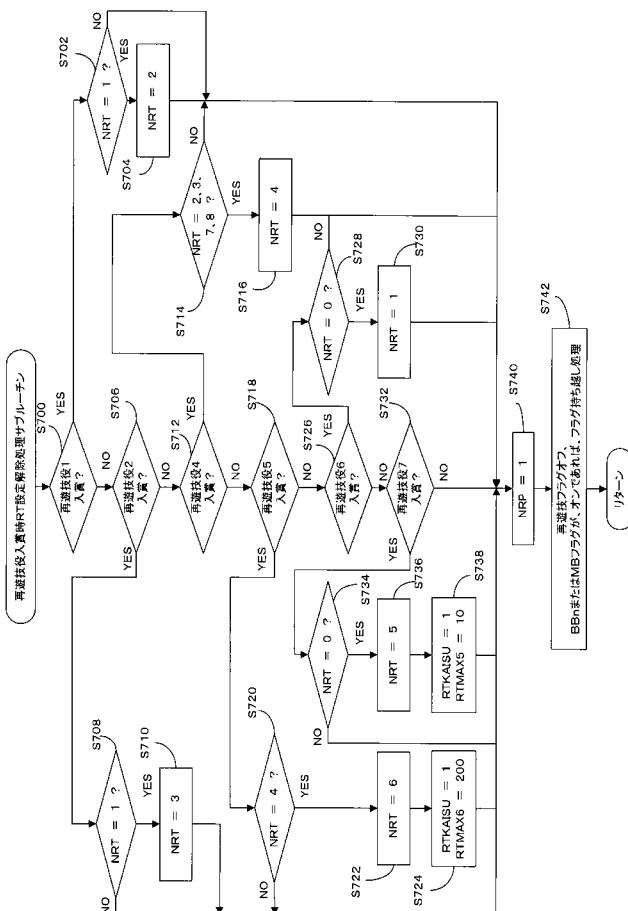 再遊技役入賞時RT設定解除処理サブルーチン
S700
再遊技役1
入賞？
YES
NO
S702
NRT ＝ 1 ？
NO
YES
S704
NRT ＝ 2
S706
再遊技役2
入賞？
YES
NO
S708
NRT ＝ 1 ？
NO
YES
S710
NRT ＝ 3
S712
再遊技役4
入賞？
YES
NO
S714
NRT ＝ 2、3、
7、8 ？
NO
YES
S716
NRT ＝ 4
S718
再遊技役5
入賞？
YES
NO
S720
NRT ＝ 4 ？
NO
YES
S722
NRT ＝ 6
S724
RTKAISU ＝ 1
RTMAX6 ＝ 200
S726
再遊技役6
入賞？
YES
NO
S728
NRT ＝ 0 ？
NO
YES
S730
NRT ＝ 1
S732
再遊技役7
入賞？
YES
NO
S734
NRT ＝ 0 ？
NO
YES
S736
NRT ＝ 5
S738
RTKAISU ＝ 1
RTMAX5 ＝ 10
S740
NRP ＝ 1
S742
再遊技フラグオフ、
BBnまたはMBフラグが、オンであれば、フラグ持ち越し処理
リターン